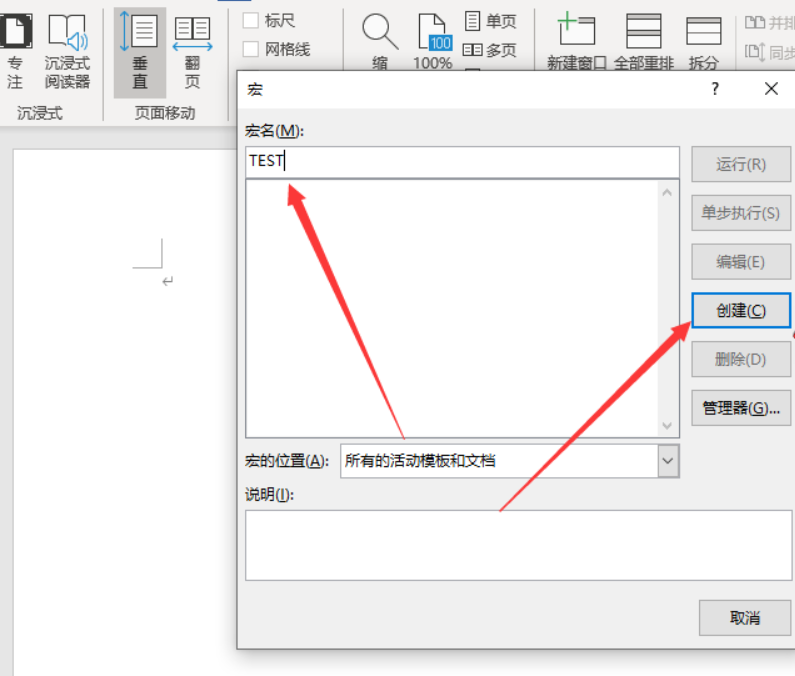 标尺
网格线
专
注
沉浸式
阅读器
沉浸式
垂
直
翻
页
页面移动
缩
100
100%
单页
多页
新建窗口
全部重排
拆分
并排
同步
宏
?
宏名(M):
TEST
运行(R)
单步执行(S)
编辑(E)
创建(C)
删除(D)
管理器(G)...
宏的位置(A):
所有的活动模板和文档
说明(I):
取消